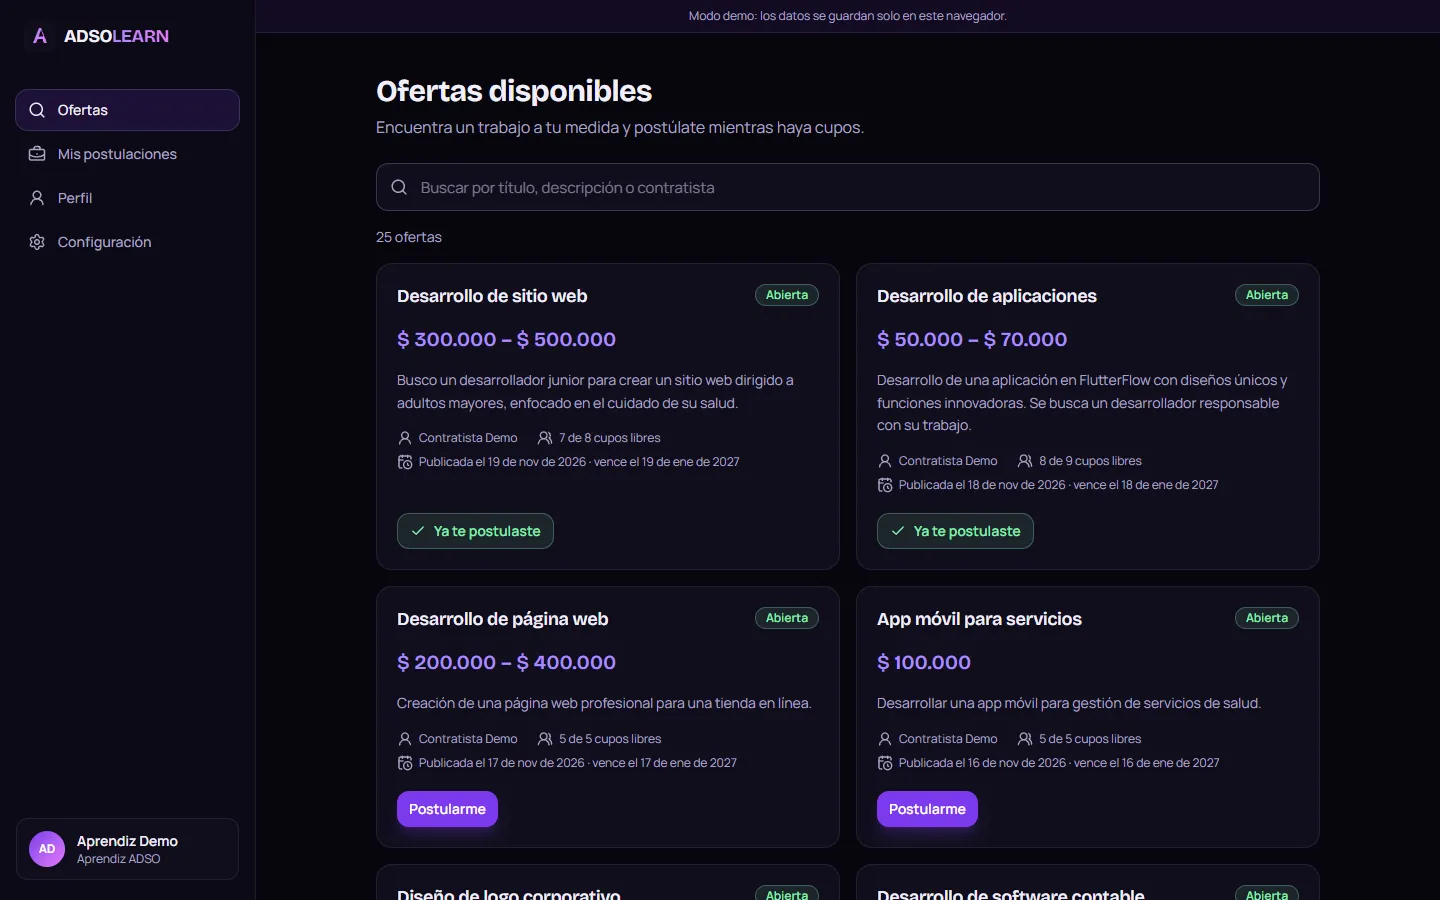 Modo demo: los datos se guardan solo en este navegador.
ADSOLEARN
Ofertas
Mis postulaciones
Perfil
Configuración
Aprendiz Demo
Aprendiz ADSO
AD
Ofertas disponibles
Encuentra un trabajo a tu medida y postúlate mientras haya cupos.
Buscar por título, descripción o contratista
25 ofertas
Desarrollo de sitio web
Abierta
$ 300.000 – $ 500.000
Busco un desarrollador junior para crear un sitio web dirigido a
adultos mayores, enfocado en el cuidado de su salud.
Contratista Demo
7 de 8 cupos libres
Publicada el 19 de nov de 2026 · vence el 19 de ene de 2027
Ya te postulaste
Desarrollo de aplicaciones
Abierta
$ 50.000 – $ 70.000
Desarrollo de una aplicación en FlutterFlow con diseños únicos y
funciones innovadoras. Se busca un desarrollador responsable
con su trabajo.
Contratista Demo
8 de 9 cupos libres
Publicada el 18 de nov de 2026 · vence el 18 de ene de 2027
Ya te postulaste
Desarrollo de página web
Abierta
$ 200.000 – $ 400.000
Creación de una página web profesional para una tienda en línea.
Contratista Demo
5 de 5 cupos libres
Publicada el 17 de nov de 2026 · vence el 17 de ene de 2027
Postularme
App móvil para servicios
Abierta
$ 100.000
Desarrollar una app móvil para gestión de servicios de salud.
Contratista Demo
5 de 5 cupos libres
Publicada el 16 de nov de 2026 · vence el 16 de ene de 2027
Postularme
Diseño de logo corporativo
Abierta
Desarrollo de software contable
Abierta